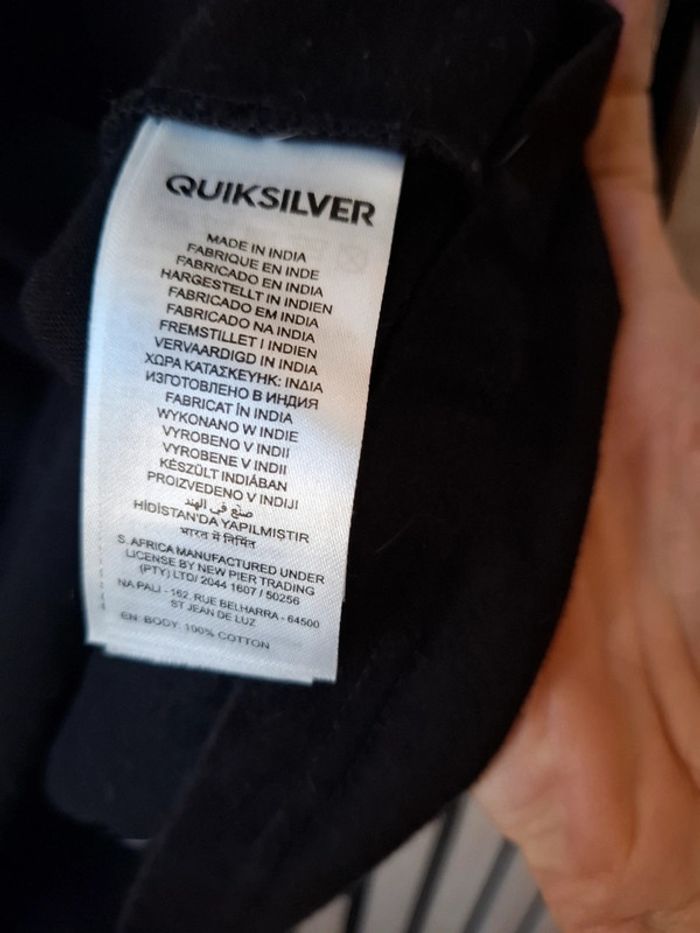 QUIKSILVER
MADE IN INDIA
FABRIQUE EN INDE
FABRICADO EN INDIA
HARGESTELLT IN INDIEN
FABRICADO EM INDIA
FABRICADO NA INDIA
FREMSTILLET I INDIEN
VERVAARDIGD IN INDIA
ΧΩΡΑ ΚΑΤΑΣΚΕΥΗΚ: ΙΝΔΙΑ
ИЗГОТОВЛЕНО В ИНДИЯ
FABRICAT ÎN INDIA
WYKONANO W INDIE
VYROBENO V INDII
VYROBENE V INDII
KÉSZÜLT INDIÁBAN
PROIZVEDENO V INDIJI
صنع في الهند
HİDİSTAN'DA YAPILMIŞTIR
भारत में निर्मित
S. AFRICA MANUFACTURED UNDER
LICENSE BY NEW PIER TRADING
(PTY) LTD/ 2044 1607 / 50256
NA PALI - 162, RUE BELHARRA - 64500
ST JEAN DE LUZ
EN: BODY: 100% COTTON